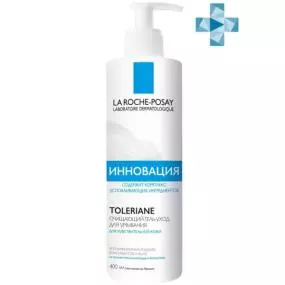 LA ROCHE-POSAY
LABORATOIRE DERMATOLOGIQUE
ИННОВАЦИЯ
СОДЕРЖИТ КОМПЛЕКС
УСПОКАИВАЮЩИХ ИНГРЕДИЕНТОВ
TOLERIANE
ОЧИЩАЮЩИЙ ГЕЛЬ-УХОД
ДЛЯ УМЫВАНИЯ
ДЛЯ ЧУВСТВИТЕЛЬНОЙ КОЖИ
400 мл